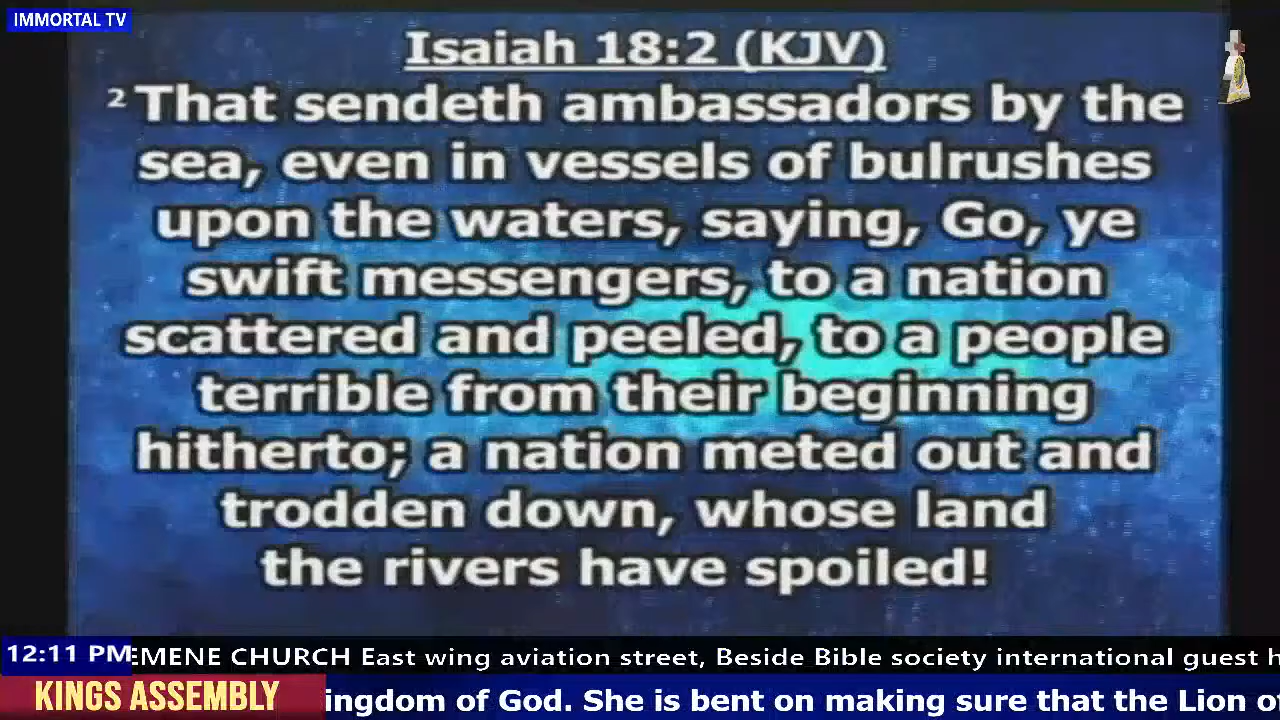 IMMORTAL TV
Isaiah 18:2 (KJV)
2 That sendeth ambassadors by the
sea, even in vessels of bulrushes
upon the waters, saying, Go, ye
swift messengers, to a nation
scattered and peeled, to a people
terrible from their beginning
hitherto; a nation meted out and
trodden down, whose land
the rivers have spoiled!
12:11 PM EMENE CHURCH East wing aviation street, Beside Bible society international guest h
KINGS ASSEMBLY ingdom of God. She is bent on making sure that the Lion o